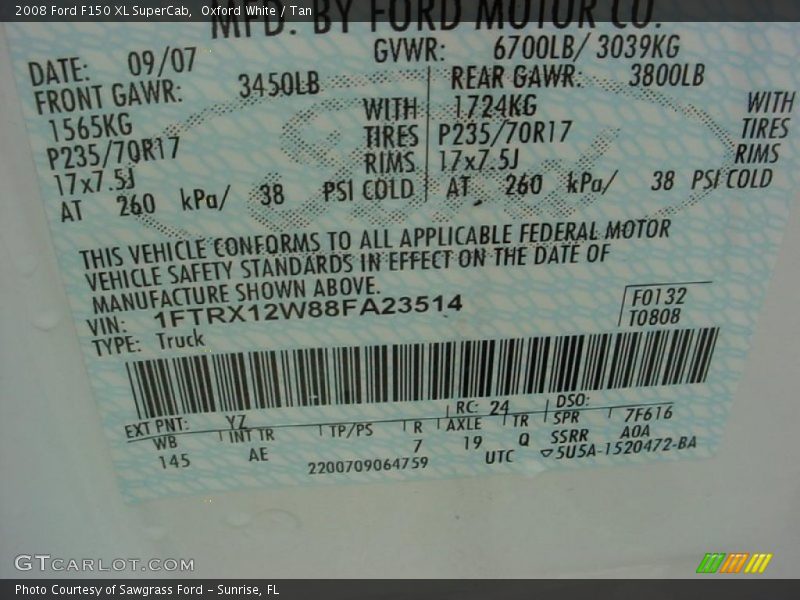 2008 Ford F150 XL SuperCab, Oxford White / Tan
MFD. BY FORD MOTOR CO.
DATE: 09/07 GVWR: 6700LB/ 3039KG
FRONT GAWR: 3450LB REAR GAWR: 3800LB
1565KG WITH 1724KG WITH
P235/70R17 TIRES P235/70R17 TIRES
17x7.5J RIMS 17x7.5J RIMS
AT 260 kPa/ 38 PSI COLD AT 260 kPa/ 38 PSI COLD
THIS VEHICLE CONFORMS TO ALL APPLICABLE FEDERAL MOTOR
VEHICLE SAFETY STANDARDS IN EFFECT ON THE DATE OF
MANUFACTURE SHOWN ABOVE.
VIN: 1FTRX12W88FA23514 F0132
TYPE: Truck T0808
EXT PNT: YZ RC: 24 DSO:
WB INT TR TP/PS R AXLE TR SPR 7F616
145 AE 7 19 Q SSRR A0A
2200709064759 UTC ▽5U5A-1520472-BA
GTCARLOT.COM
Photo Courtesy of Sawgrass Ford – Sunrise, FL